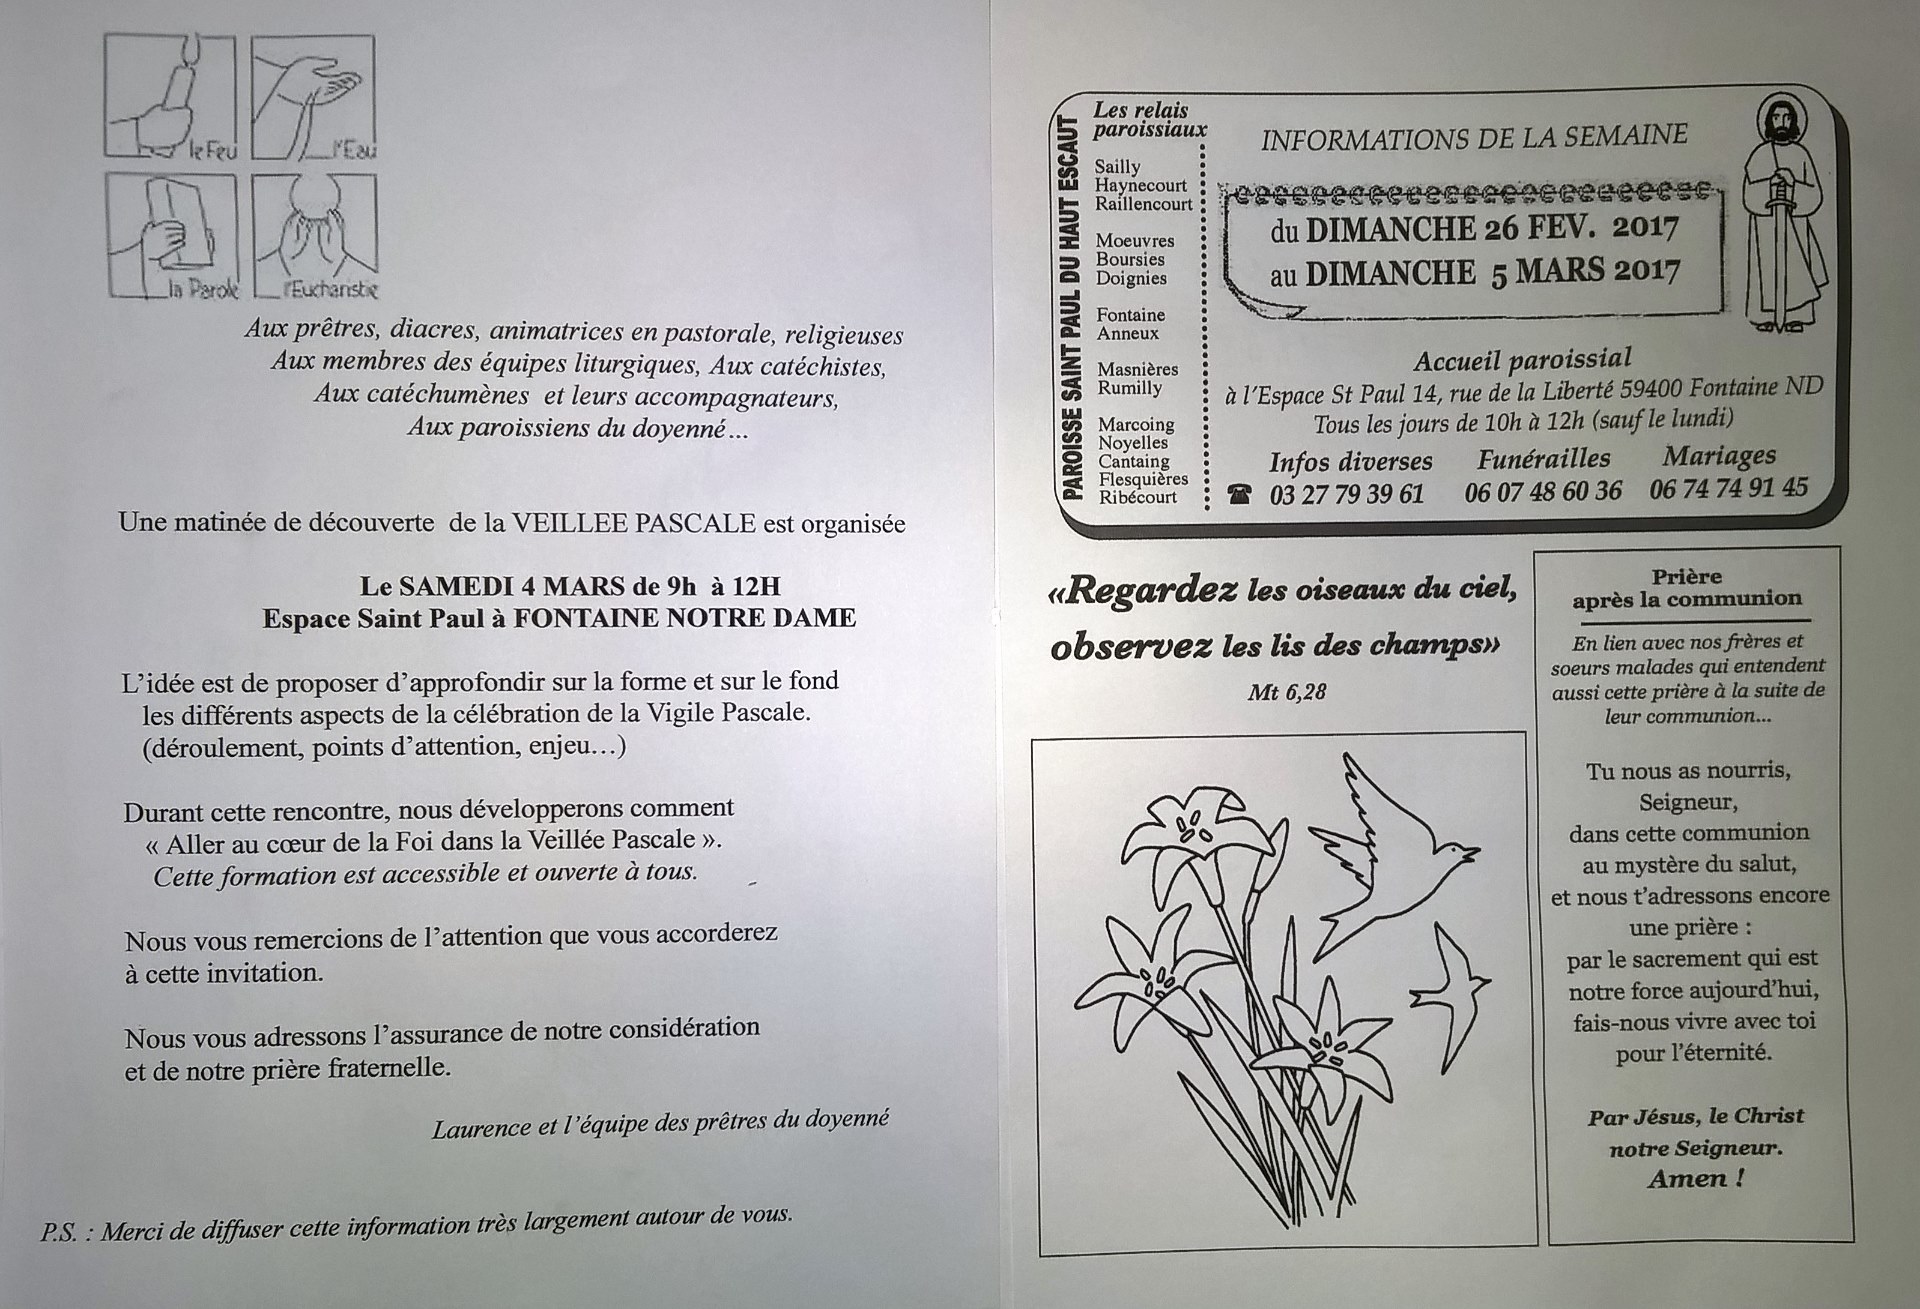 le Feu
l'Eau
la Parole
l'Eucharistie
Aux prêtres, diacres, animatrices en pastorale, religieuses
Aux membres des équipes liturgiques, Aux catéchistes,
Aux catéchumènes et leurs accompagnateurs,
Aux paroissiens du doyenné…
Une matinée de découverte de la VEILLEE PASCALE est organisée
Le SAMEDI 4 MARS de 9h à 12H
Espace Saint Paul à FONTAINE NOTRE DAME
L’idée est de proposer d’approfondir sur la forme et sur le fond
les différents aspects de la célébration de la Vigile Pascale.
(déroulement, points d’attention, enjeu…)
Durant cette rencontre, nous développerons comment
« Aller au cœur de la Foi dans la Veillée Pascale ».
Cette formation est accessible et ouverte à tous.
Nous vous remercions de l’attention que vous accorderez
à cette invitation.
Nous vous adressons l’assurance de notre considération
et de notre prière fraternelle.
Laurence et l’équipe des prêtres du doyenné
P.S. : Merci de diffuser cette information très largement autour de vous.
PAROISSE SAINT PAUL DU HAUT ESCAUT
Les relais
paroissiaux
Sailly
Haynecourt
Raillencourt
Moeuvres
Boursies
Doignies
Fontaine
Anneux
Masnières
Rumilly
Marcoing
Noyelles
Cantaing
Flesquières
Ribécourt
INFORMATIONS DE LA SEMAINE
du DIMANCHE 26 FEV. 2017
au DIMANCHE 5 MARS 2017
Accueil paroissial
à l’Espace St Paul 14, rue de la Liberté 59400 Fontaine ND
Tous les jours de 10h à 12h (sauf le lundi)
Infos diverses Funérailles Mariages
☎ 03 27 79 39 61 06 07 48 60 36 06 74 74 91 45
«Regardez les oiseaux du ciel,
observez les lis des champs»
Mt 6,28
Prière
après la communion
En lien avec nos frères et
soeurs malades qui entendent
aussi cette prière à la suite de
leur communion...
Tu nous as nourris,
Seigneur,
dans cette communion
au mystère du salut,
et nous t’adressons encore
une prière :
par le sacrement qui est
notre force aujourd’hui,
fais-nous vivre avec toi
pour l’éternité.
Par Jésus, le Christ
notre Seigneur.
Amen !